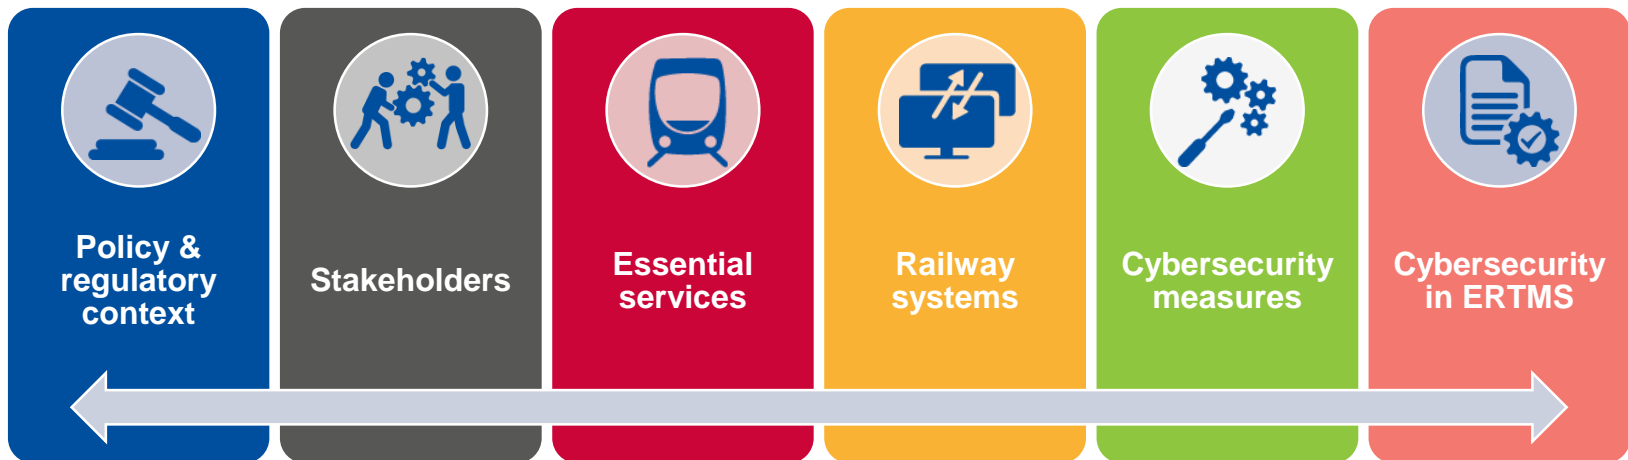 Policy &
regulatory
context
Stakeholders
Essential
services
Railway
systems
Cybersecurity
measures
Cybersecurity
in ERTMS